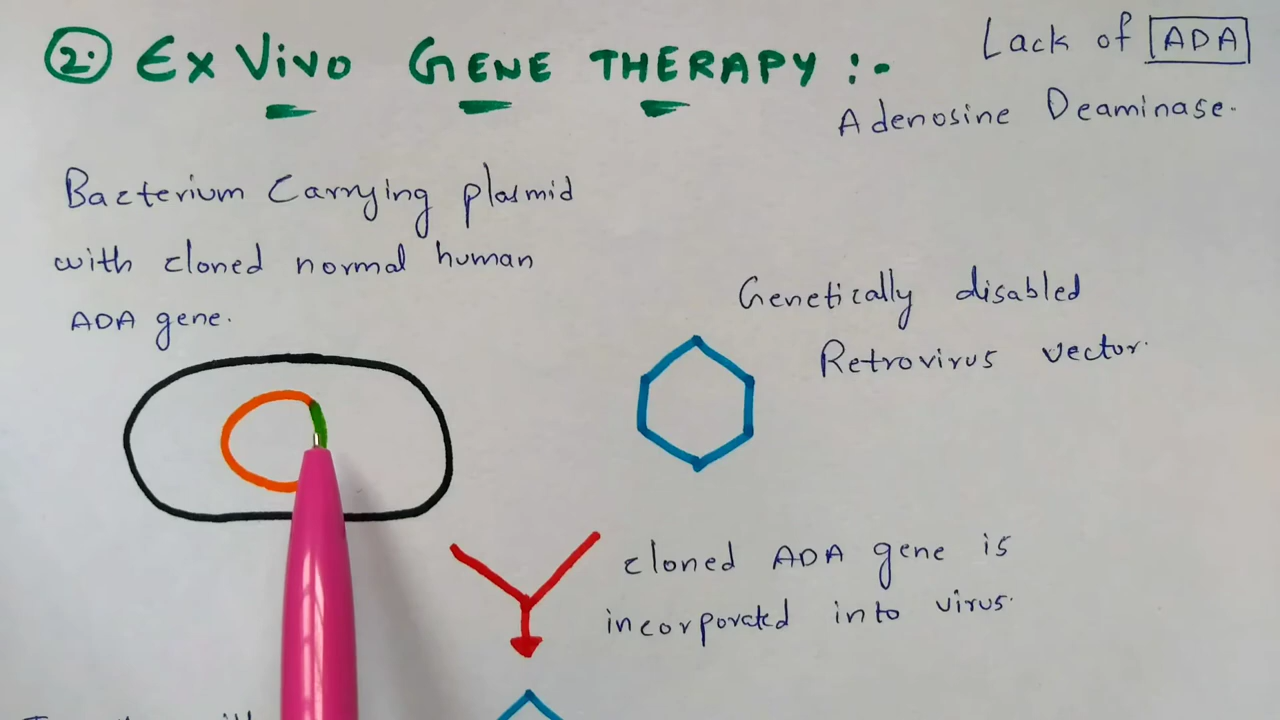 2. Ex Vivo GENE THERAPY :-
Lack of ADA
Adenosine Deaminase.
Bacterium Carrying plasmid
with cloned normal human
ADA gene.
Genetically disabled
Retrovirus vector.
cloned ADA gene is
incorporated into virus.